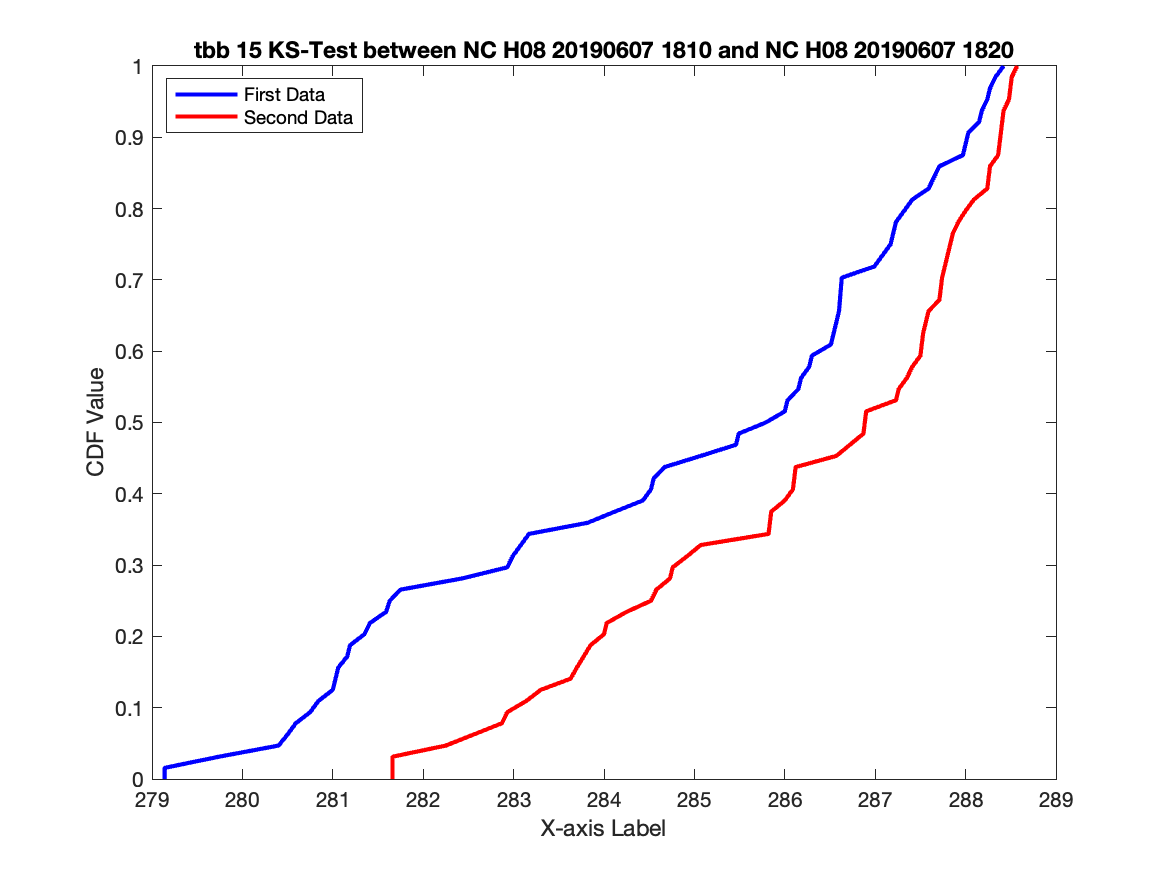 tbb 15 KS-Test between NC H08 20190607 1810 and NC H08 20190607 1820
First Data
Second Data
1
0.9
0.8
0.7
0.6
0.5
0.4
0.3
0.2
0.1
0
CDF Value
279 280 281 282 283 284 285 286 287 288 289
X-axis Label